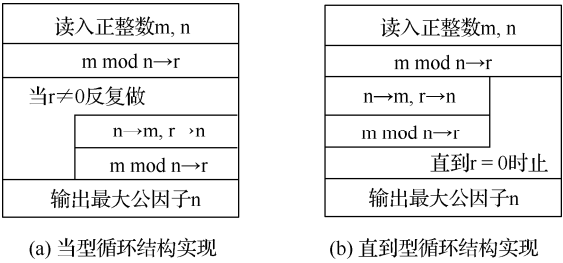 读入正整数m, n
m mod n→r
当r≠0反复做
n→m, r→n
m mod n→r
输出最大公因子n
(a) 当型循环结构实现
读入正整数m, n
m mod n→r
n→m, r→n
m mod n→r
直到r = 0时止
输出最大公因子n
(b) 直到型循环结构实现